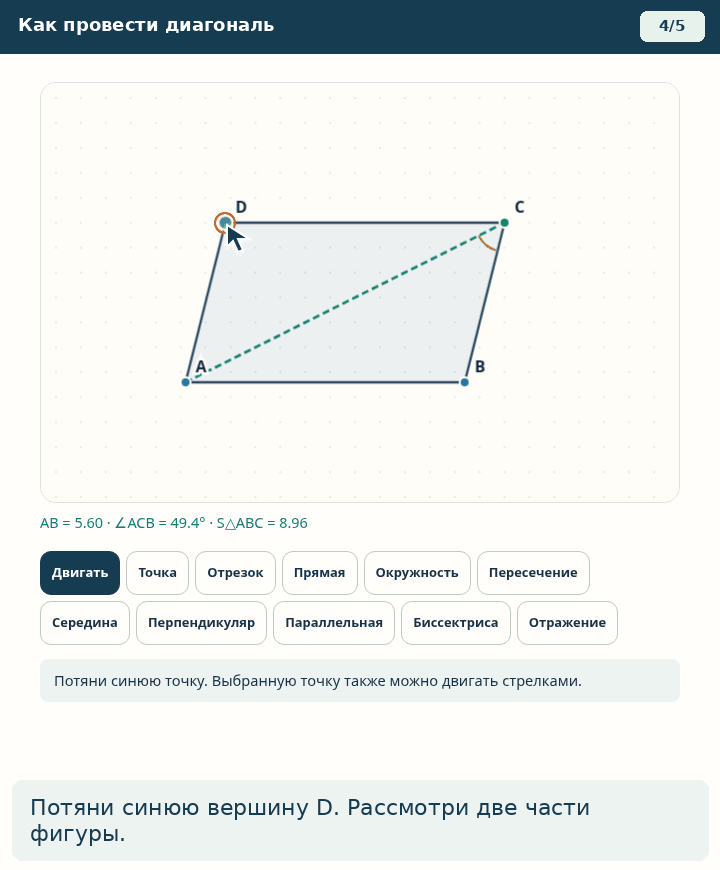 Как провести диагональ
4/5
D
C
A
B
AB = 5.60 · ∠ACB = 49.4° · S△ABC = 8.96
Двигать
Точка
Отрезок
Прямая
Окружность
Пересечение
Середина
Перпендикуляр
Параллельная
Биссектриса
Отражение
Потяни синюю точку. Выбранную точку также можно двигать стрелками.
Потяни синюю вершину D. Рассмотри две части
фигуры.